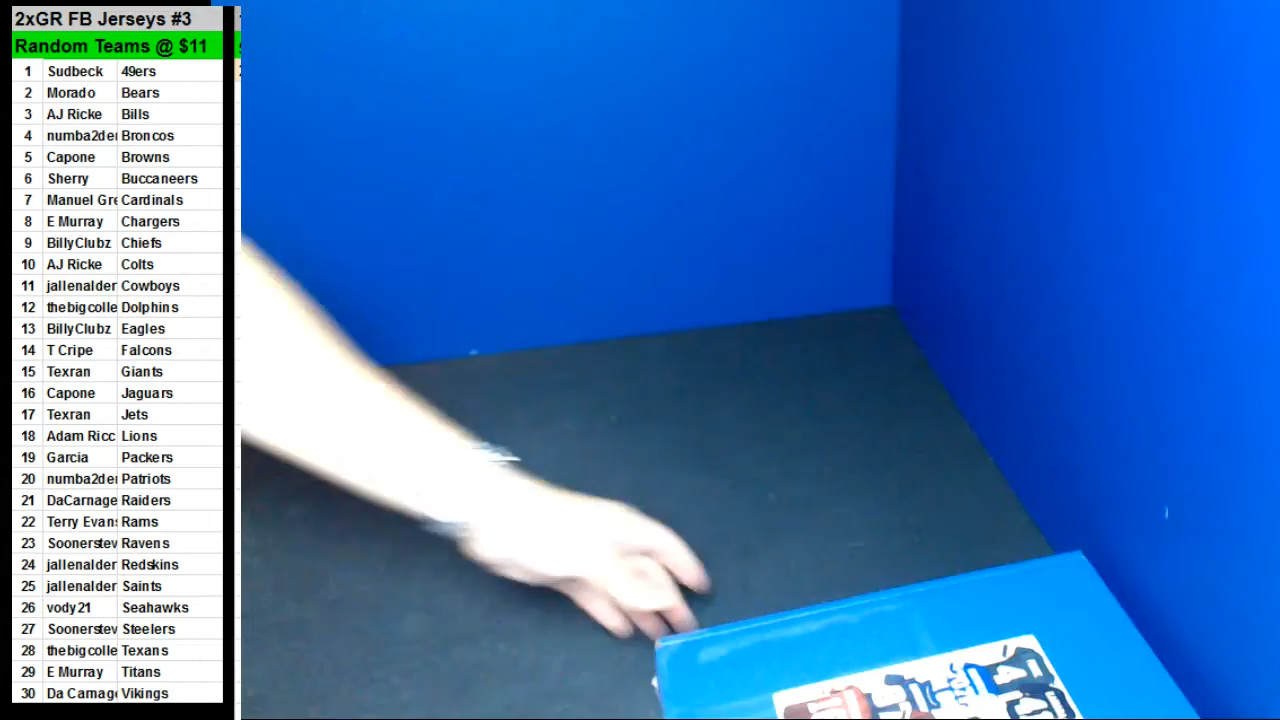 2xGR FB Jerseys #3
Random Teams @ $11
1 Sudbeck 49ers
2 Morado Bears
3 AJ Ricke Bills
4 numba2der Broncos
5 Capone Browns
6 Sherry Buccaneers
7 Manuel Gre Cardinals
8 E Murray Chargers
9 BillyClubz Chiefs
10 AJ Ricke Colts
11 jallenalder Cowboys
12 thebigcolle Dolphins
13 BillyClubz Eagles
14 T Cripe Falcons
15 Texran Giants
16 Capone Jaguars
17 Texran Jets
18 Adam Ricc Lions
19 Garcia Packers
20 numba2der Patriots
21 DaCarnage Raiders
22 Terry Evans Rams
23 Soonerstev Ravens
24 jallenalder Redskins
25 jallenalder Saints
26 vody21 Seahawks
27 Soonerstev Steelers
28 thebigcolle Texans
29 E Murray Titans
30 Da Carnage Vikings